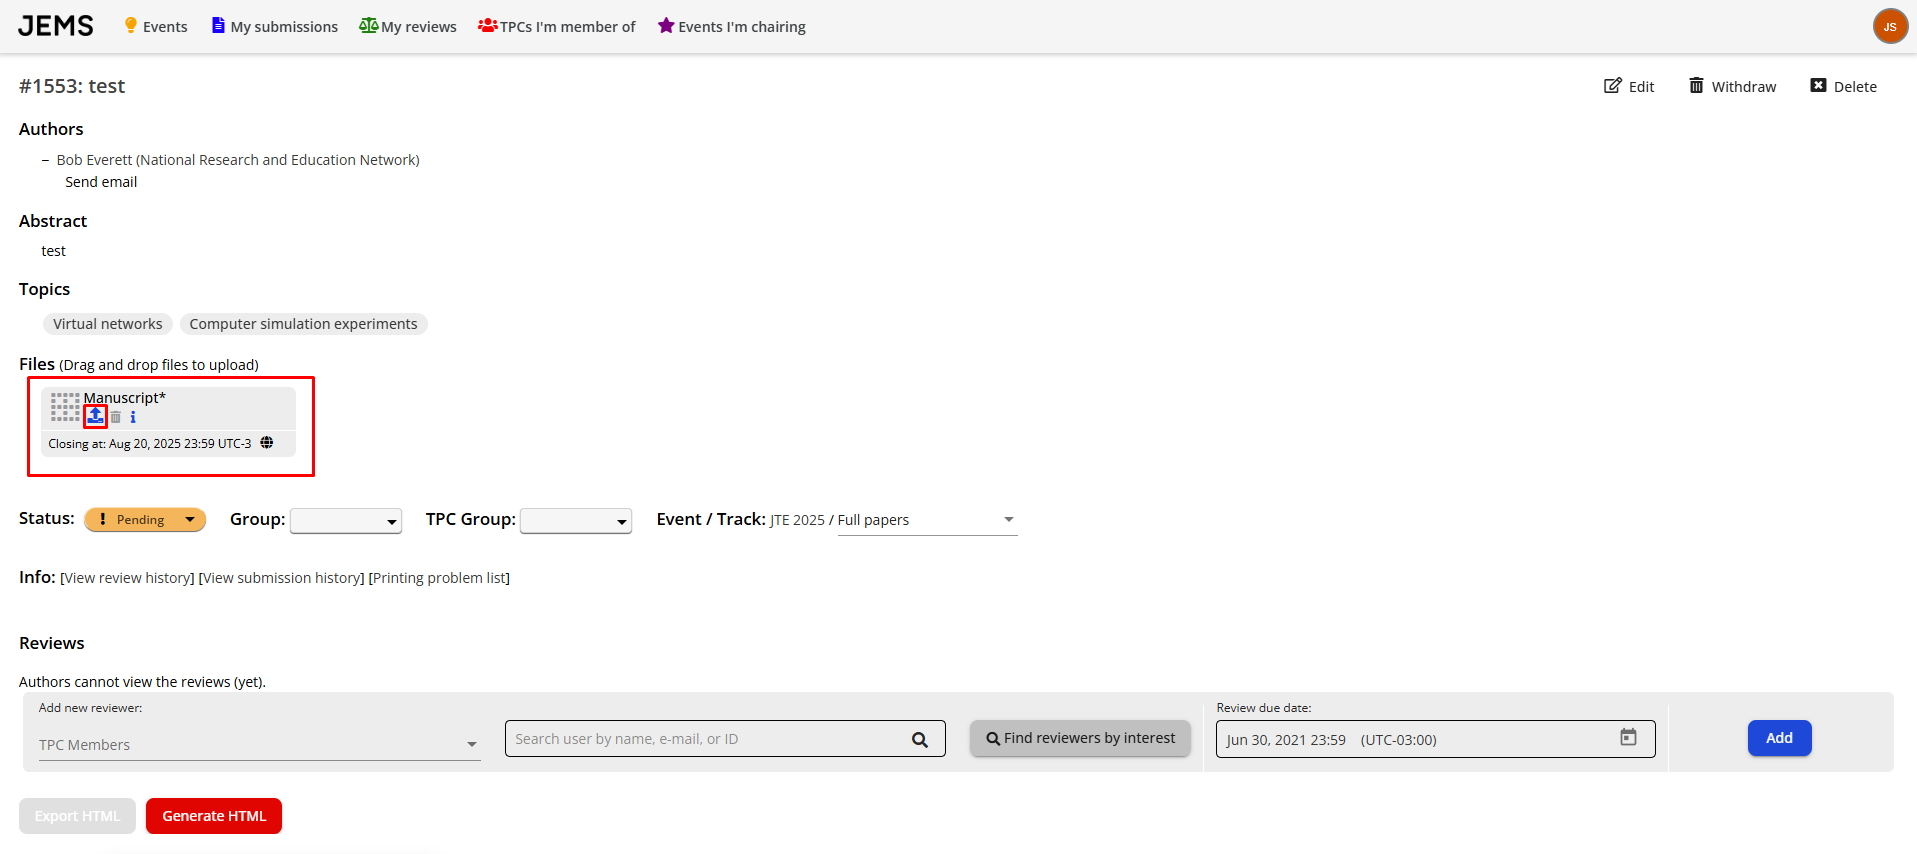 JEMS Events My submissions My reviews TPCs I'm member of Events I'm chairing JS
#1553: test Edit Withdraw Delete
Authors
– Bob Everett (National Research and Education Network)
Send email
Abstract
test
Topics
Virtual networks Computer simulation experiments
Files (Drag and drop files to upload)
Manuscript*
Closing at: Aug 20, 2025 23:59 UTC-3
Status: Pending Group: TPC Group: Event / Track: JTE 2025 / Full papers
Info: [View review history] [View submission history] [Printing problem list]
Reviews
Authors cannot view the reviews (yet).
Add new reviewer: Review due date:
TPC Members Search user by name, e-mail, or ID Find reviewers by interest Jun 30, 2021 23:59 (UTC-03:00) Add
Export HTML Generate HTML